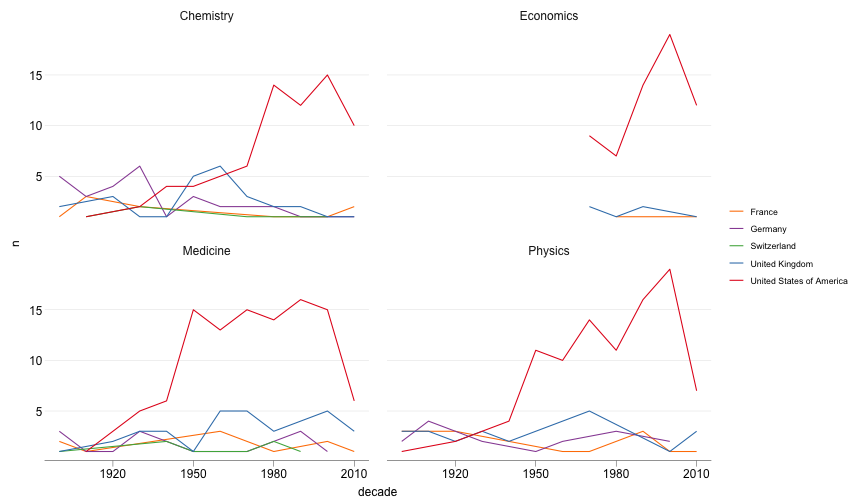 Chemistry
Economics
15
10
5
n
Medicine
Physics
15
10
5
1920
1950
1980
2010
1920
1950
1980
2010
decade
France
Germany
Switzerland
United Kingdom
United States of America